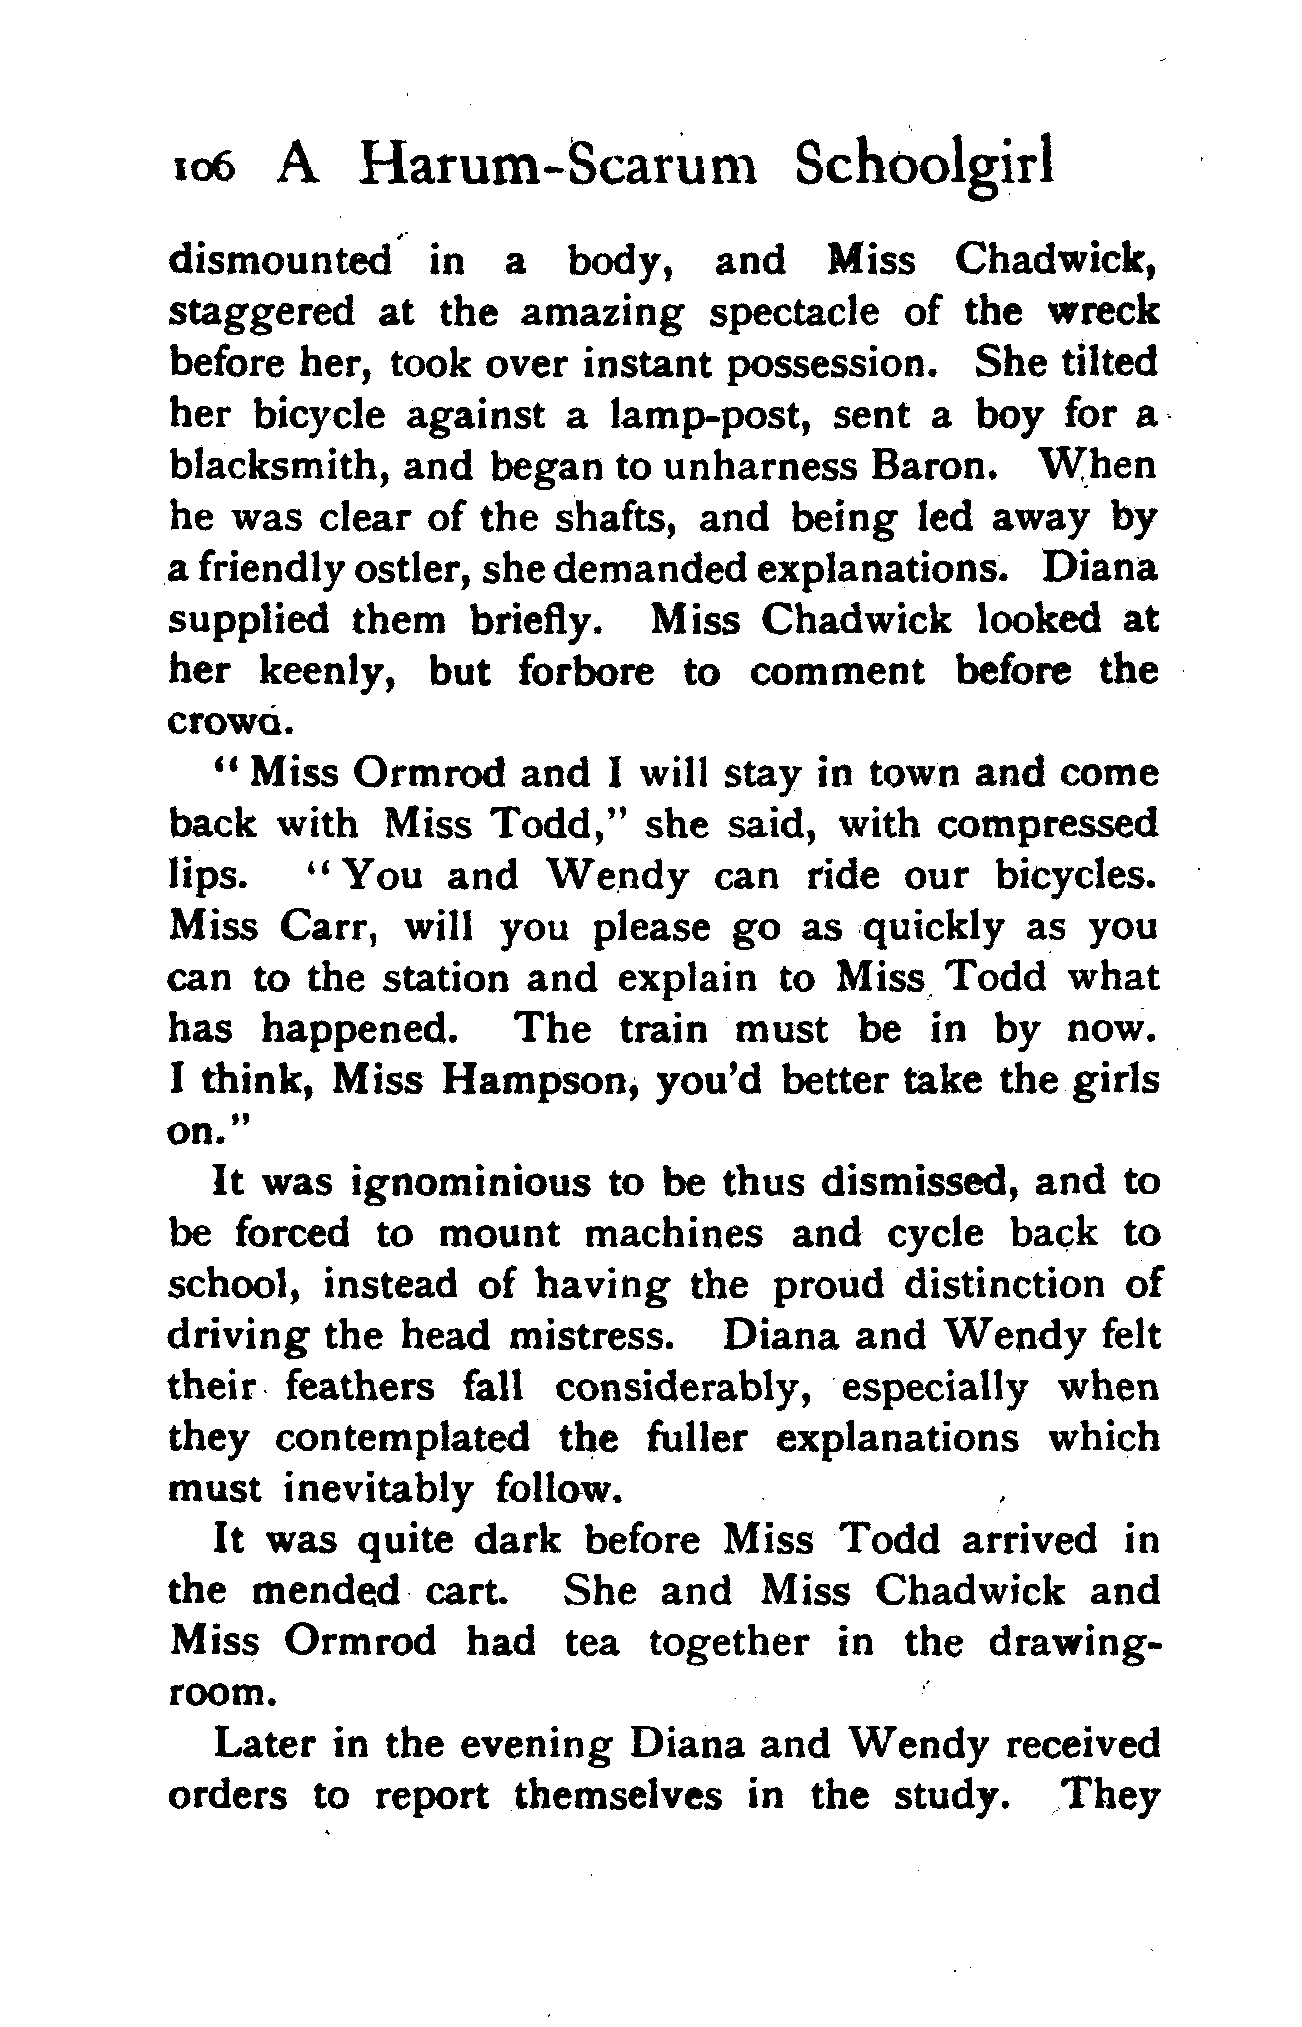 106 A Harum-Scarum Schoolgirl
dismounted in a body, and Miss Chadwick,
staggered at the amazing spectacle of the wreck
before her, took over instant possession. She tilted
her bicycle against a lamp-post, sent a boy for a
blacksmith, and began to unharness Baron. When
he was clear of the shafts, and being led away by
a friendly ostler, she demanded explanations. Diana
supplied them briefly. Miss Chadwick looked at
her keenly, but forbore to comment before the
crowd.
“Miss Ormrod and I will stay in town and come
back with Miss Todd,” she said, with compressed
lips. “You and Wendy can ride our bicycles.
Miss Carr, will you please go as quickly as you
can to the station and explain to Miss Todd what
has happened. The train must be in by now.
I think, Miss Hampson, you’d better take the girls
on.”
It was ignominious to be thus dismissed, and to
be forced to mount machines and cycle back to
school, instead of having the proud distinction of
driving the head mistress. Diana and Wendy felt
their feathers fall considerably, especially when
they contemplated the fuller explanations which
must inevitably follow.
It was quite dark before Miss Todd arrived in
the mended cart. She and Miss Chadwick and
Miss Ormrod had tea together in the drawing-
room.
Later in the evening Diana and Wendy received
orders to report themselves in the study. They